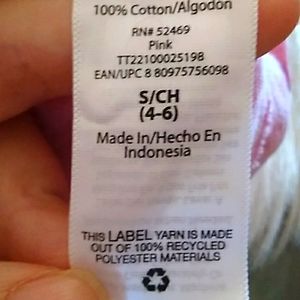 100% Cotton/Algodon
RN# 52469
Pink
TT22100025198
EAN/UPC 8 80975756098
S/CH
(4-6)
Made In/Hecho En
Indonesia
THIS LABEL YARN IS MADE
OUT OF 100% RECYCLED
POLYESTER MATERIALS